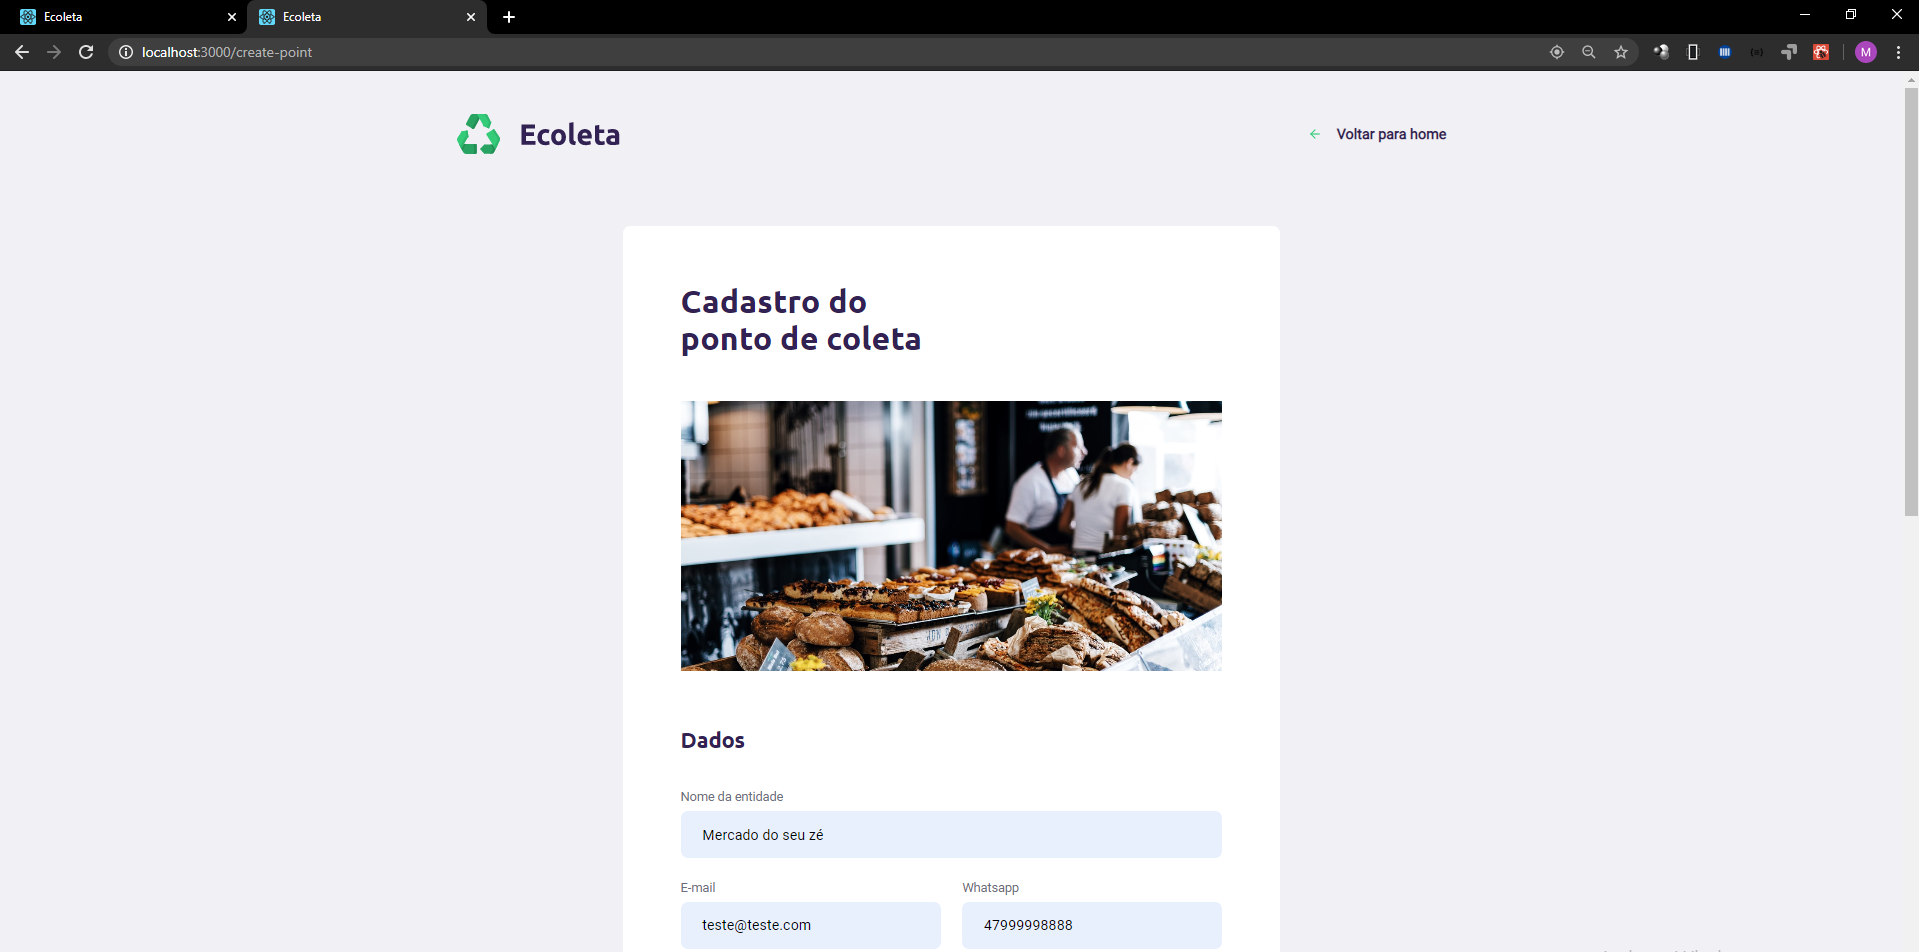 Ecoleta
Ecoleta
localhost:3000/create-point
M
Ecoleta
Voltar para home
Cadastro do
ponto de coleta
Dados
Nome da entidade
Mercado do seu zé
E-mail
Whatsapp
teste@teste.com
47999998888